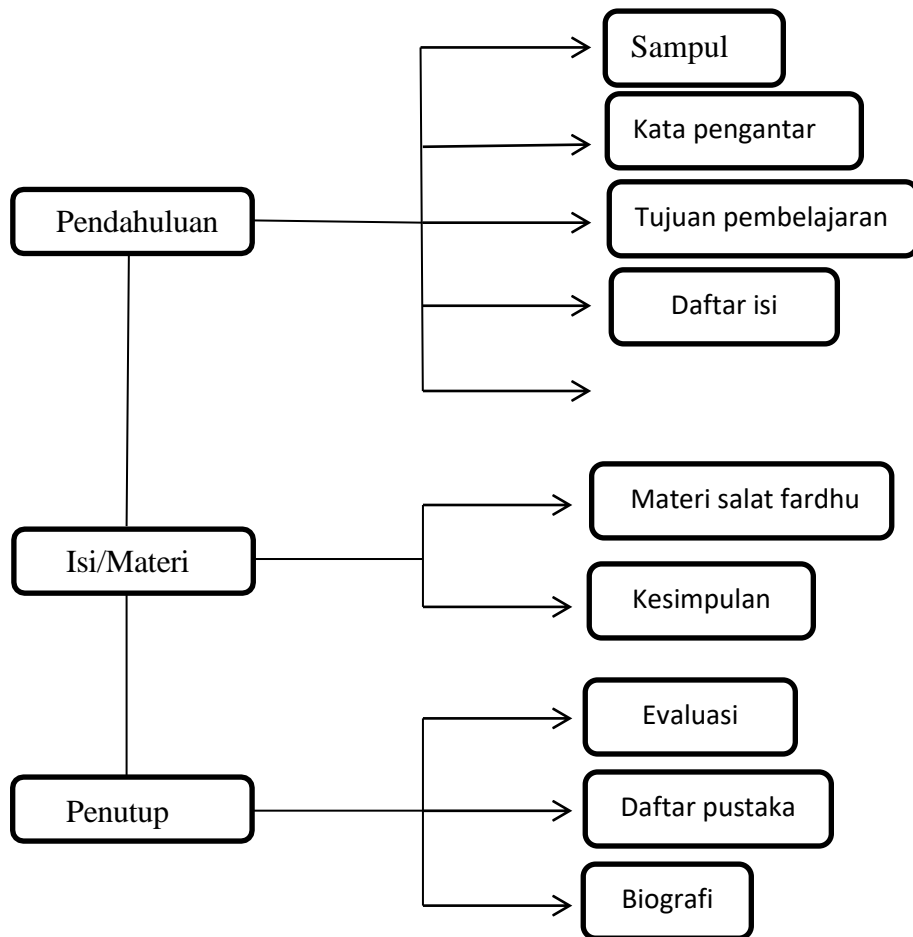 Pendahuluan
Sampul
Kata pengantar
Tujuan pembelajaran
Daftar isi
Isi/Materi
Materi salat fardhu
Kesimpulan
Penutup
Evaluasi
Daftar pustaka
Biografi